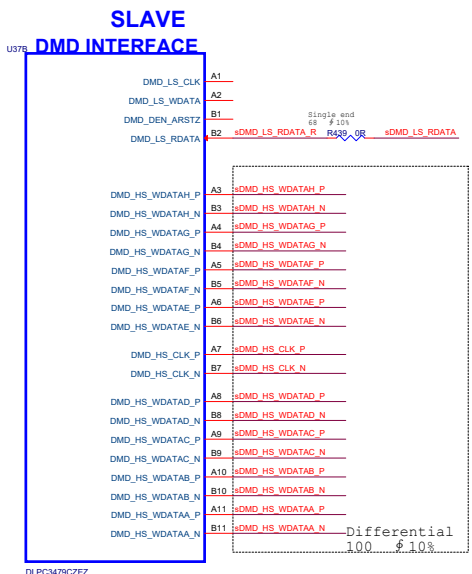 SLAVE
U37B DMD INTERFACE
DMD_LS_CLK A1
DMD_LS_WDATA A2
DMD_DEN_ARSTZ B1
Single end
68 ∮10%
DMD_LS_RDATA B2 sDMD_LS_RDATA_R R439 0R sDMD_LS_RDATA
DMD_HS_WDATAH_P A3 sDMD_HS_WDATAH_P
DMD_HS_WDATAH_N B3 sDMD_HS_WDATAH_N
DMD_HS_WDATAG_P A4 sDMD_HS_WDATAG_P
DMD_HS_WDATAG_N B4 sDMD_HS_WDATAG_N
DMD_HS_WDATAF_P A5 sDMD_HS_WDATAF_P
DMD_HS_WDATAF_N B5 sDMD_HS_WDATAF_N
DMD_HS_WDATAE_P A6 sDMD_HS_WDATAE_P
DMD_HS_WDATAE_N B6 sDMD_HS_WDATAE_N
DMD_HS_CLK_P A7 sDMD_HS_CLK_P
DMD_HS_CLK_N B7 sDMD_HS_CLK_N
DMD_HS_WDATAD_P A8 sDMD_HS_WDATAD_P
DMD_HS_WDATAD_N B8 sDMD_HS_WDATAD_N
DMD_HS_WDATAC_P A9 sDMD_HS_WDATAC_P
DMD_HS_WDATAC_N B9 sDMD_HS_WDATAC_N
DMD_HS_WDATAB_P A10 sDMD_HS_WDATAB_P
DMD_HS_WDATAB_N B10 sDMD_HS_WDATAB_N
DMD_HS_WDATAA_P A11 sDMD_HS_WDATAA_P
DMD_HS_WDATAA_N B11 sDMD_HS_WDATAA_N
Differential
100 ∮10%
DLPC3479CZEZ